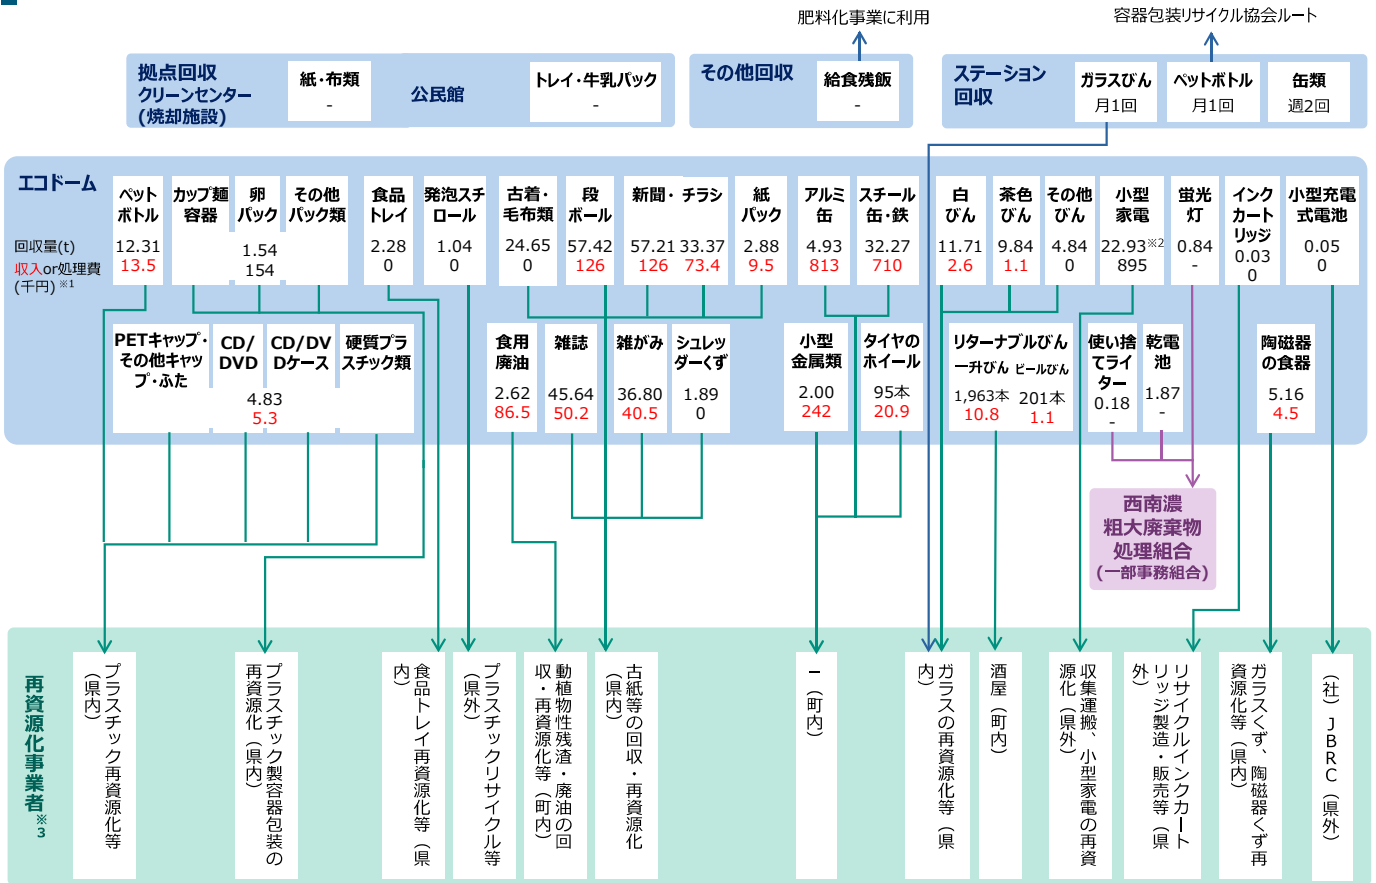 肥料化事業に利用
容器包装リサイクル協会ルート
拠点回収
クリーンセンター
(焼却施設)
紙・布類
-
公民館
トレイ・牛乳パック
-
その他回収
給食残飯
-
ステーション
回収
ガラスびん
月1回
ペットボトル
月1回
缶類
週2回
エコドーム
回収量(t)
収入or処理費
(千円) ※1
ペット
ボトル
12.31
13.5
カップ麺
容器
卵
パック
その他
パック類
1.54
154
食品
トレイ
2.28
0
発泡スチ
ロール
1.04
0
古着・
毛布類
24.65
0
段
ボール
57.42
126
新聞・ チラシ
57.21 33.37
126 73.4
紙
パック
2.88
9.5
アルミ
缶
4.93
813
スチール
缶・鉄
32.27
710
白
びん
11.71
2.6
茶色
びん
9.84
1.1
その他
びん
4.84
0
小型
家電
22.93※2
895
蛍光
灯
0.84
-
インク
カート
リッジ
0.03
0
小型充電
式電池
0.05
0
PETキャップ・
その他キャッ
プ・ふた
CD/
DVD
CD/DV
Dケース
硬質プラ
スチック類
4.83
5.3
食用
廃油
2.62
86.5
雑誌
45.64
50.2
雑がみ
36.80
40.5
シュレッ
ダーくず
1.89
0
小型
金属類
2.00
242
タイヤの
ホイール
95本
20.9
リターナブルびん
一升びん ビールびん
1,963本 201本
10.8 1.1
使い捨
てライ
ター
0.18
-
乾電
池
1.87
-
陶磁器
の食器
5.16
4.5
西南濃
粗大廃棄物
処理組合
(一部事務組合)
再資源化事業者※3
プラスチック再資源化等
（県内）
プラスチック製容器包装の
再資源化（県内）
食品トレイ再資源化等（県
内）
プラスチックリサイクル等
（県外）
動植物性残渣・廃油の回
収・再資源化等（町内）
古紙等の回収・再資源化
（県内）
ー（町内）
ガラスの再資源化等（県
内）
酒屋（町内）
収集運搬、小型家電の再資
源化（県外）
リサイクルインクカート
リッジ製造・販売等（県
外）
ガラスくず、陶磁器くず再
資源化等（県内）
（社）JBRC（県外）